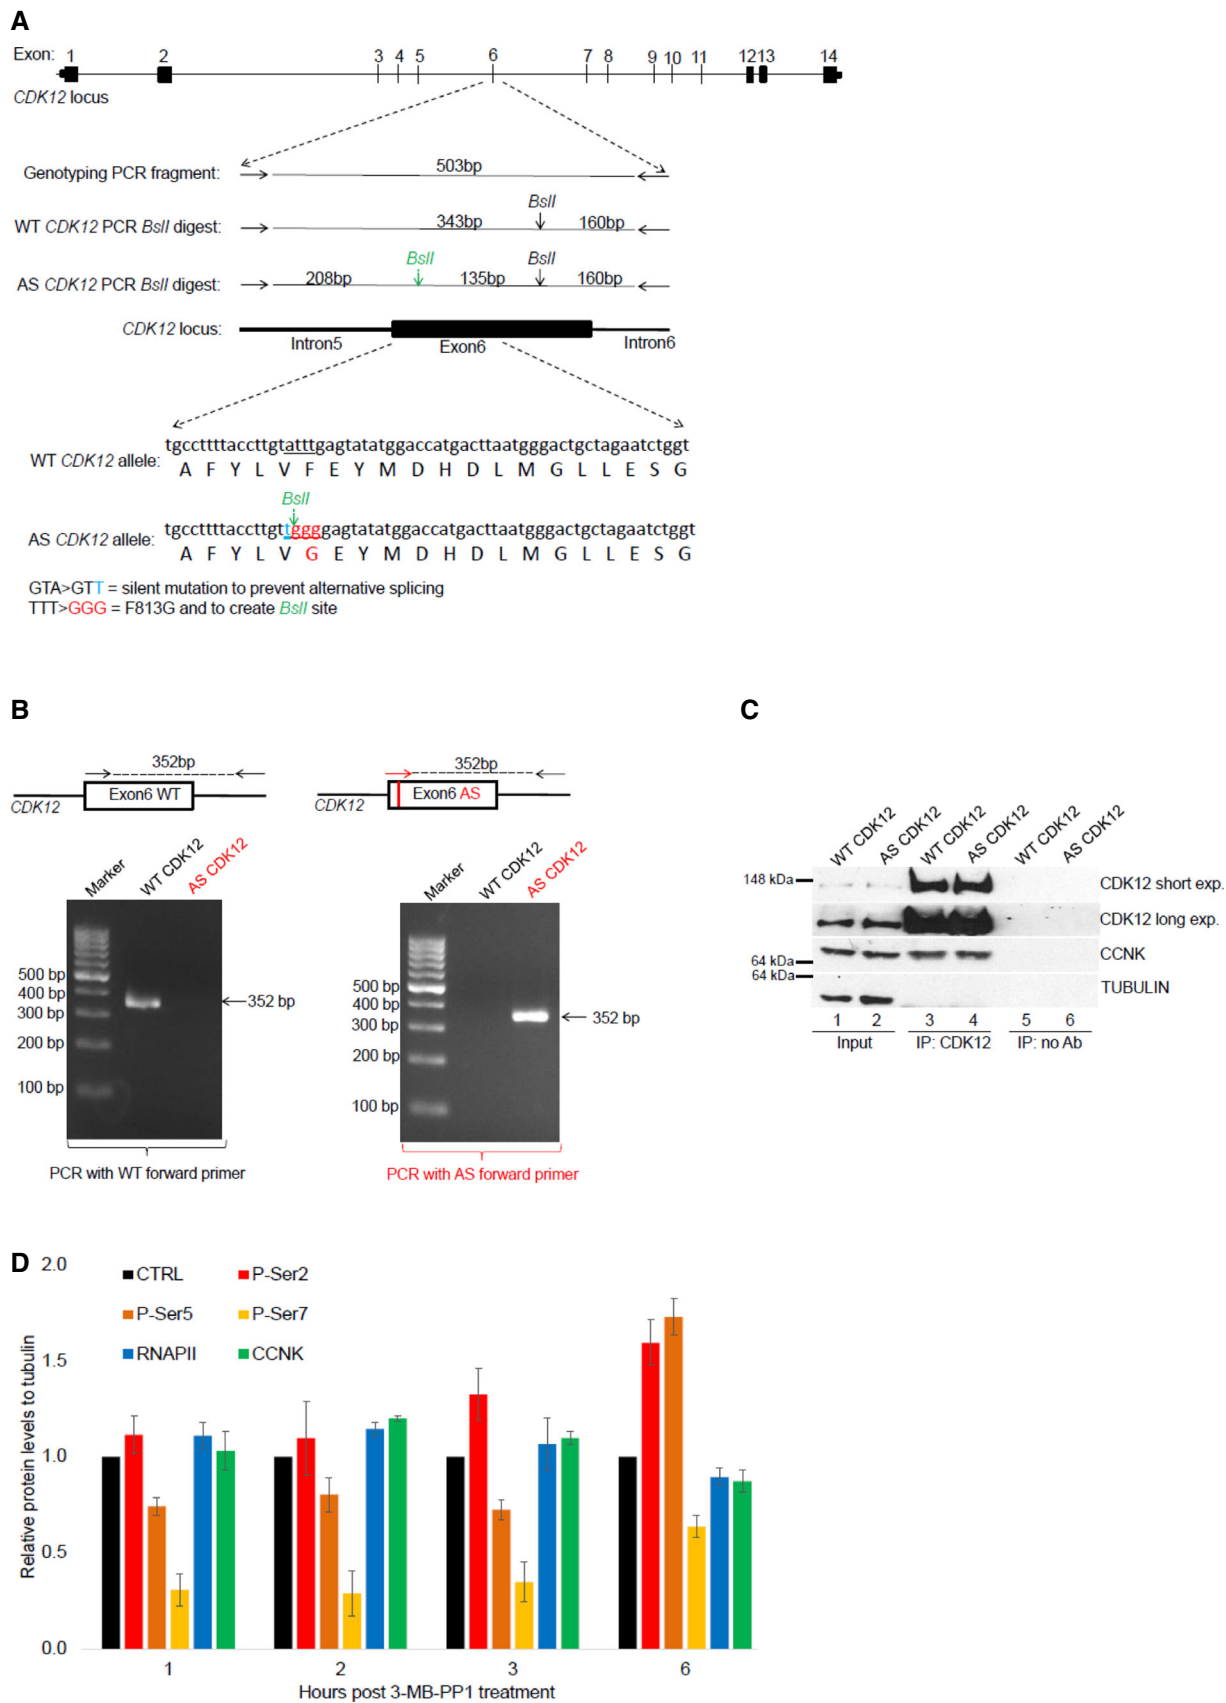 A
Exon: 1 2 3 4 5 6 7 8 9 10 11 12 13 14
CDK12 locus
Genotyping PCR fragment: 503bp
BslI
WT CDK12 PCR BslI digest: 343bp 160bp
BslI BslI
AS CDK12 PCR BslI digest: 208bp 135bp 160bp
CDK12 locus:
Intron5 Exon6 Intron6
tgccttttaccttgtatttgagtatatggaccatgacttaatgggactgctagaatctggt
WT CDK12 allele:
A F Y L V F E Y M D H D L M G L L E S G
BslI
tgccttttaccttgttggggagtatatggaccatgacttaatgggactgctagaatctggt
AS CDK12 allele:
A F Y L V G E Y M D H D L M G L L E S G
GTA>GTT = silent mutation to prevent alternative splicing
TTT>GGG = F813G and to create BslI site
B
352bp
Exon6 WT
CDK12
Marker WT CDK12 AS CDK12
500 bp
400 bp
300 bp
200 bp
100 bp
352 bp
PCR with WT forward primer
352bp
Exon6 AS
CDK12
Marker WT CDK12 AS CDK12
500 bp
400 bp
300 bp
200 bp
100 bp
352 bp
PCR with AS forward primer
C
WT CDK12 AS CDK12 WT CDK12 AS CDK12 WT CDK12 AS CDK12
148 kDa CDK12 short exp.
CDK12 long exp.
CCNK
64 kDa
64 kDa
TUBULIN
1 2 3 4 5 6
Input IP: CDK12 IP: no Ab
D
CTRL P-Ser2
P-Ser5 P-Ser7
RNAPII CCNK
Relative protein levels to tubulin
2.0
1.5
1.0
0.5
0.0
1 2 3 6
Hours post 3-MB-PP1 treatment